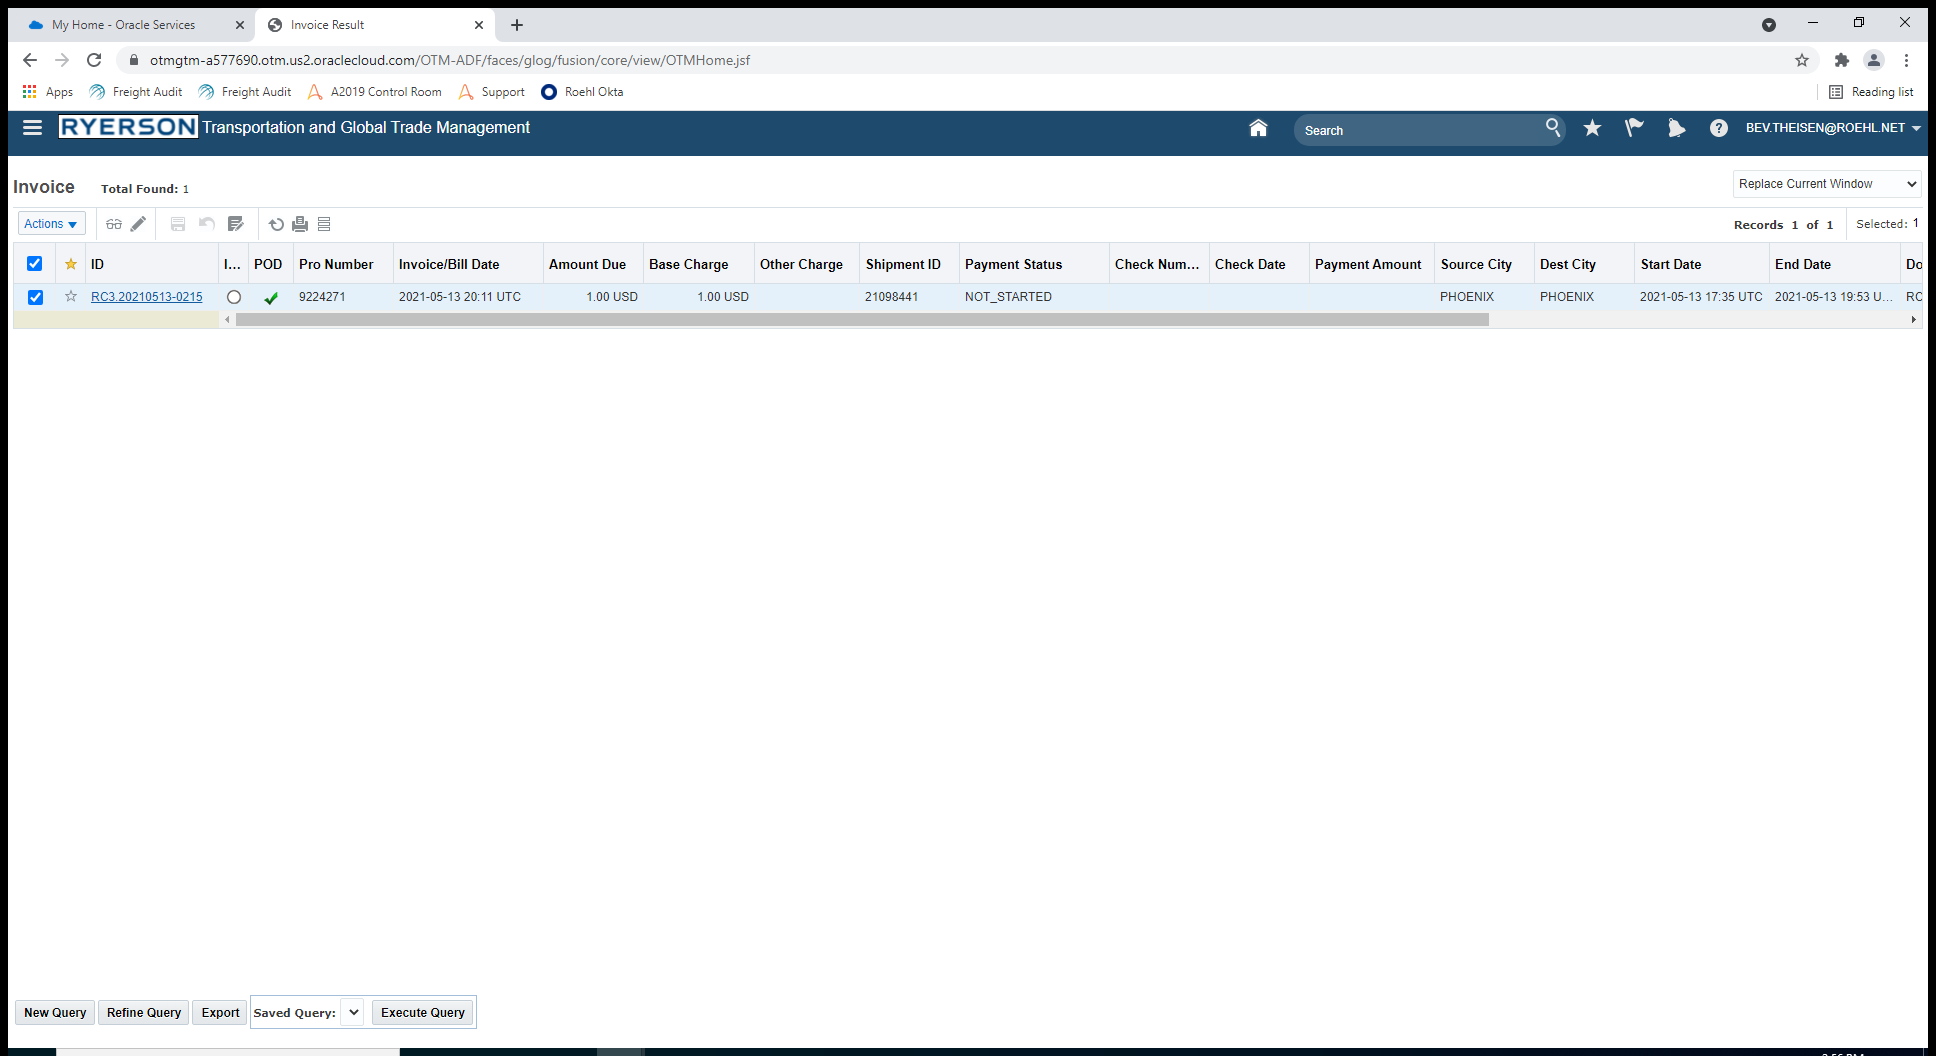 My Home - Oracle Services
Invoice Result
otmgtm-a577690.otm.us2.oraclecloud.com/OTM-ADF/faces/glog/fusion/core/view/OTMHome.jsf
Apps Freight Audit Freight Audit A2019 Control Room Support Roehl Okta Reading list
RYERSON Transportation and Global Trade Management Search BEV.THEISEN@ROEHL.NET
Invoice Total Found: 1 Replace Current Window
Actions Records 1 of 1 Selected: 1
ID I... POD Pro Number Invoice/Bill Date Amount Due Base Charge Other Charge Shipment ID Payment Status Check Num... Check Date Payment Amount Source City Dest City Start Date End Date Do
RC3.20210513-0215 9224271 2021-05-13 20:11 UTC 1.00 USD 1.00 USD 21098441 NOT_STARTED PHOENIX PHOENIX 2021-05-13 17:35 UTC 2021-05-13 19:53 U... RC
New Query Refine Query Export Saved Query: Execute Query